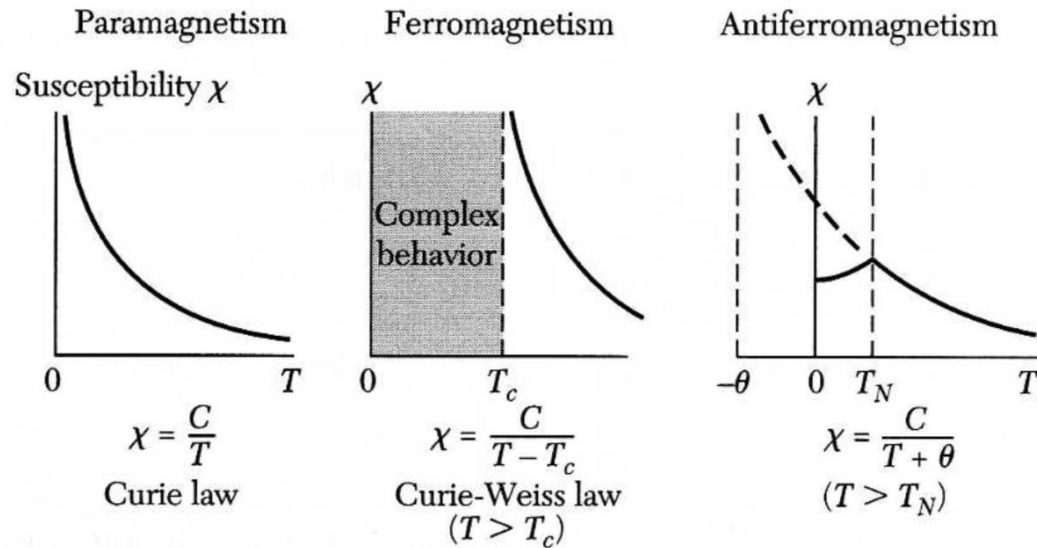 Paramagnetism
Susceptibility χ
0
T
χ = C/T
Curie law
Ferromagnetism
χ
Complex
behavior
0
T_c
χ = C/(T − T_c)
Curie-Weiss law
(T > T_c)
Antiferromagnetism
χ
−θ
0
T_N
T
χ = C/(T + θ)
(T > T_N)